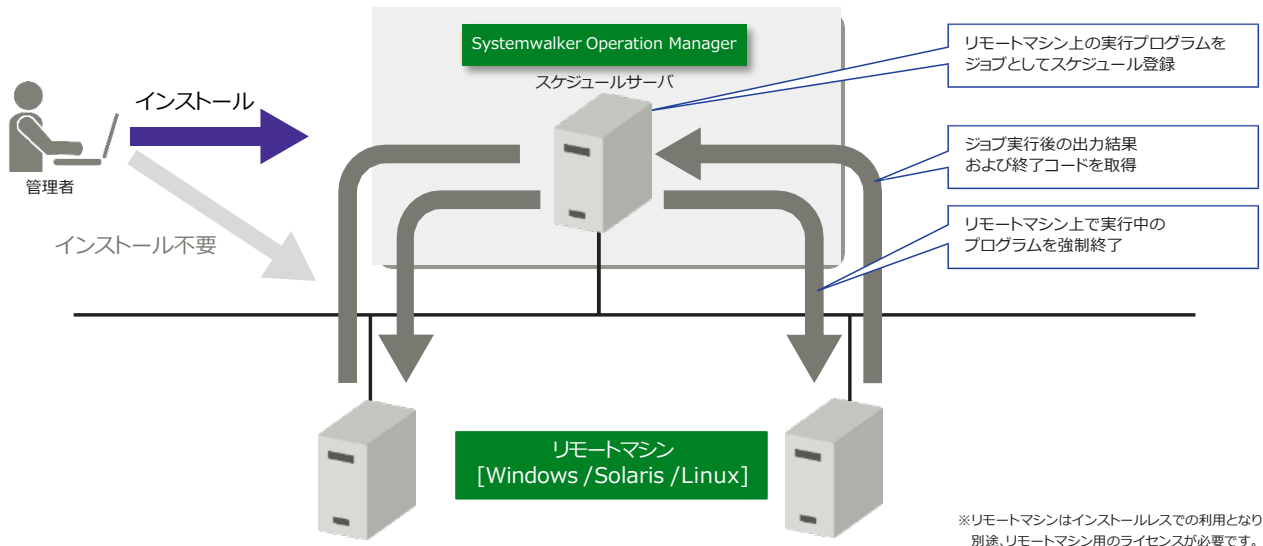 Systemwalker Operation Manager
スケジュールサーバ
リモートマシン上の実行プログラムを
ジョブとしてスケジュール登録
インストール
ジョブ実行後の出力結果
および終了コードを取得
管理者
リモートマシン上で実行中の
プログラムを強制終了
インストール不要
リモートマシン
[Windows /Solaris /Linux]
※リモートマシンはインストールレスでの利用となり
別途、リモートマシン用のライセンスが必要です。